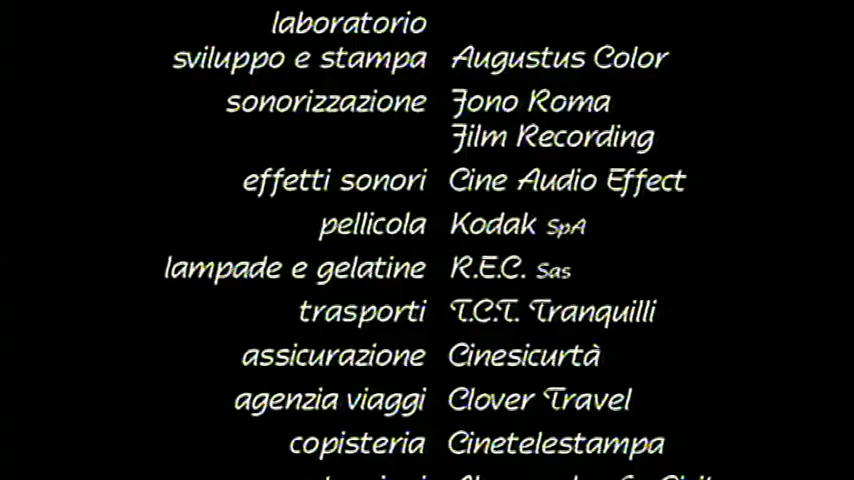 laboratorio
sviluppo e stampa Augustus Color
sonorizzazione Fono Roma
Film Recording
effetti sonori Cine Audio Effect
pellicola Kodak SpA
lampade e gelatine R.E.C. Sas
trasporti T.C.T. Tranquilli
assicurazione Cinesicurtà
agenzia viaggi Clover Travel
copisteria Cinetelestampa